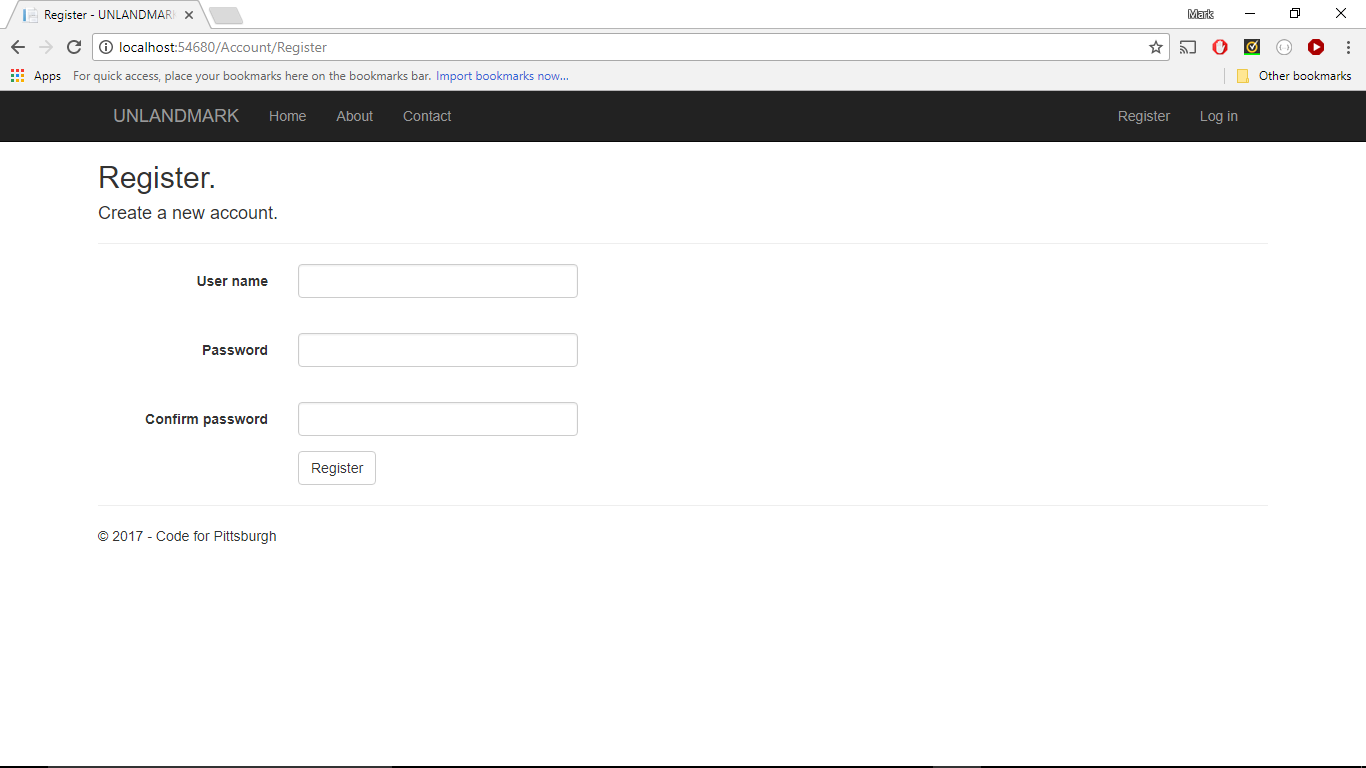 Register - UNLANDMAR
Mark
localhost:54680/Account/Register
Apps For quick access, place your bookmarks here on the bookmarks bar. Import bookmarks now... Other bookmarks
UNLANDMARK Home About Contact Register Log in
Register.
Create a new account.
User name
Password
Confirm password
Register
© 2017 - Code for Pittsburgh